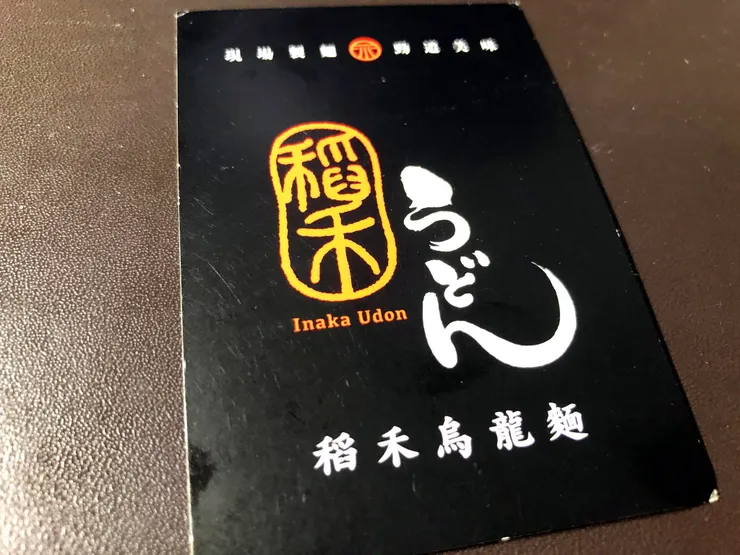 現場製麵 勁道美味
稻禾
うどん
Inaka Udon
稻禾烏龍麵